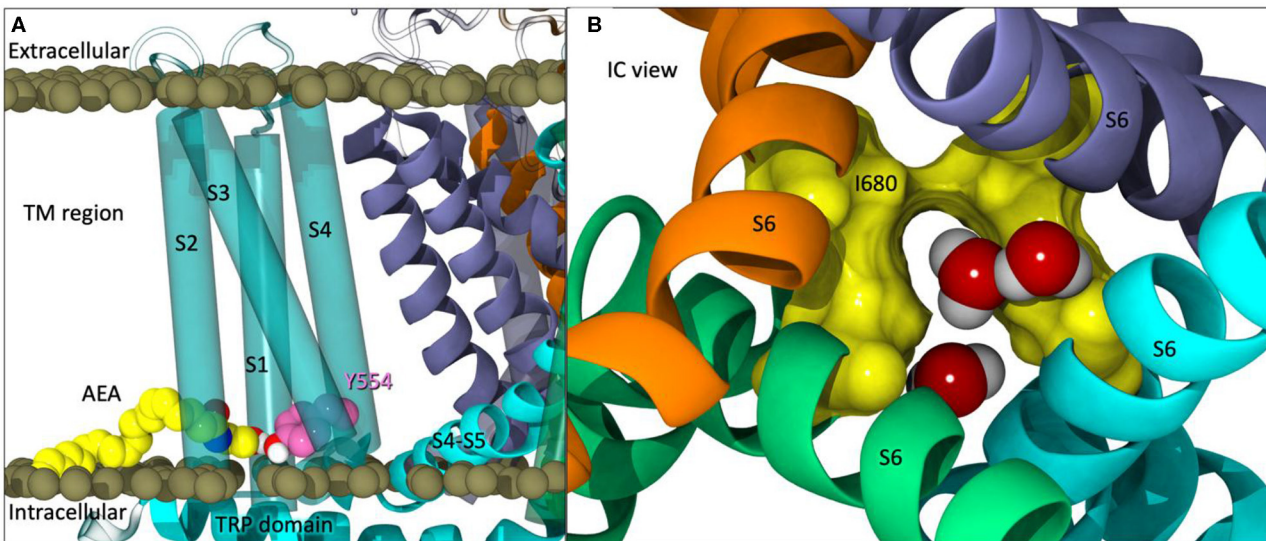 A
Extracellular
S3
TM region
S2
S4
S1
Y554
AEA
S4-S5
Intracellular
TRP domain
B
IC view
S6
I680
S6
S6
S6